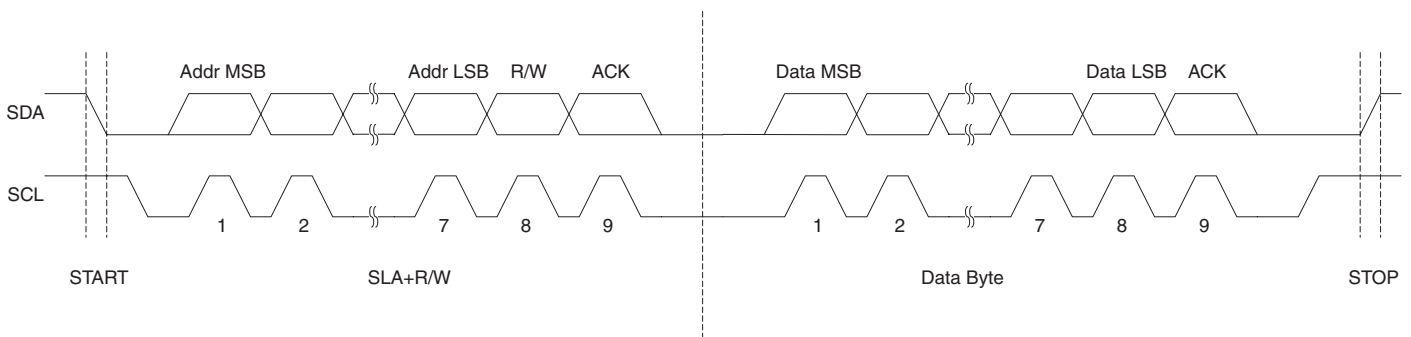 Addr MSB Addr LSB R/W ACK Data MSB Data LSB ACK
SDA
SCL
1 2 7 8 9 1 2 7 8 9
START SLA+R/W Data Byte STOP